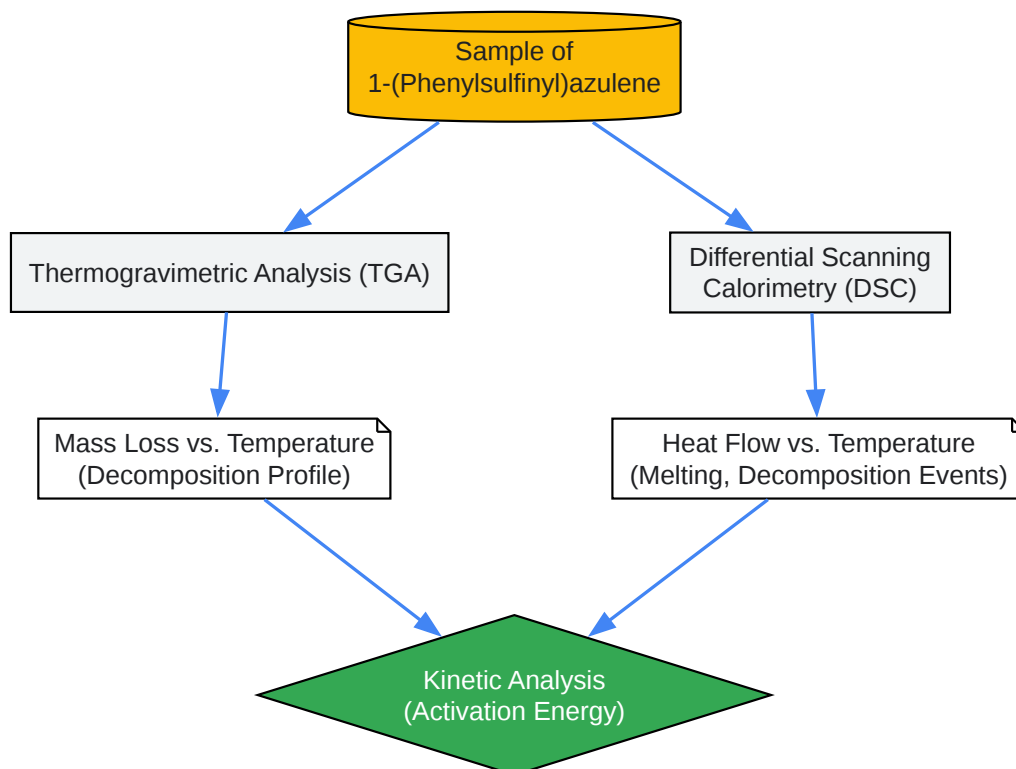 Sample of
1-(Phenylsulfinyl)azulene
Thermogravimetric Analysis (TGA)
Differential Scanning
Calorimetry (DSC)
Mass Loss vs. Temperature
(Decomposition Profile)
Heat Flow vs. Temperature
(Melting, Decomposition Events)
Kinetic Analysis
(Activation Energy)